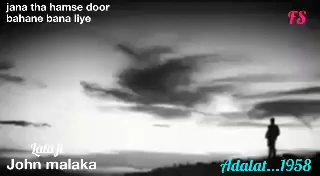 jana tha hamse door
bahane bana liye
FS
Lata ji
John malaka
Adalat...1958